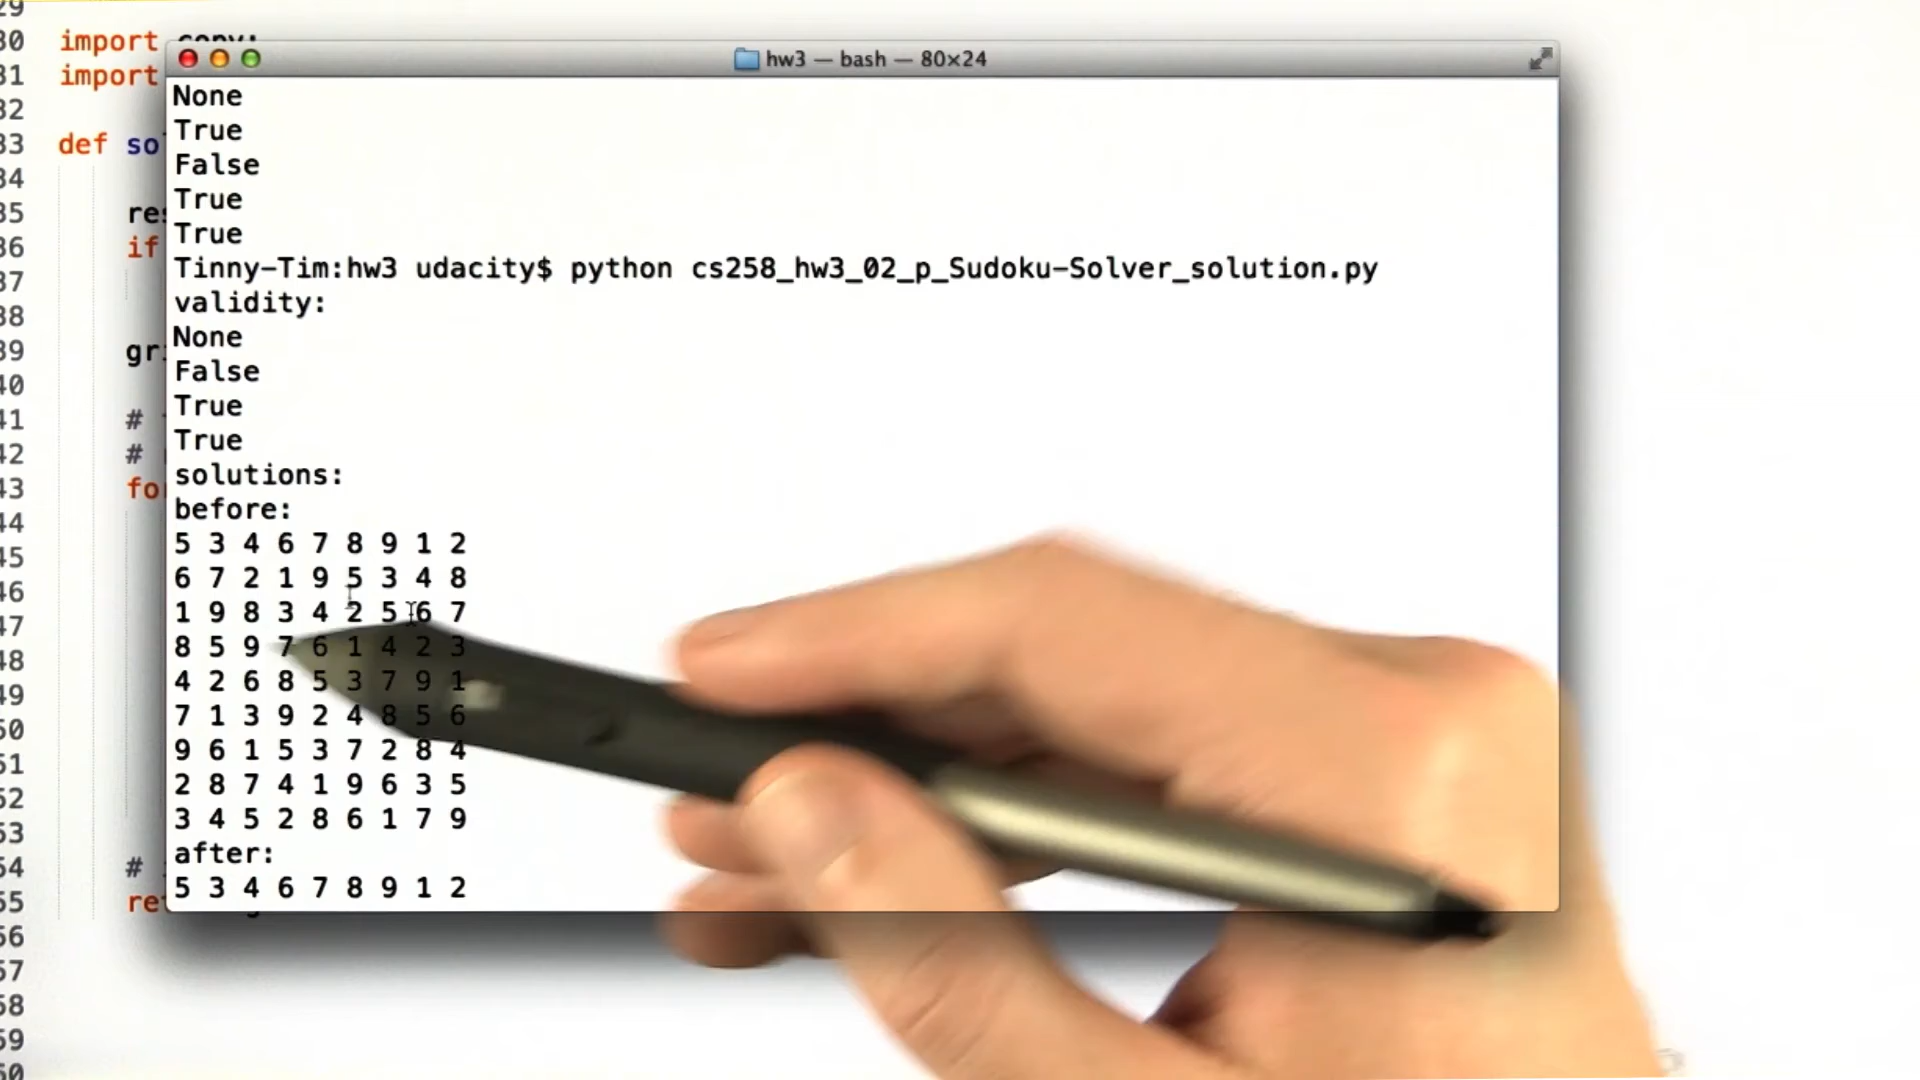 29
30 import copy
31 import
32
33 def so
34
35 res
36 if
37
38
39 gr
40
41 #
42 #
43 fo
44
45
46
47
48
49
50
51
52
53
54 #
55 re
56
57
58
59
60
hw3 — bash — 80×24
None
True
False
True
True
Tinny-Tim:hw3 udacity$ python cs258_hw3_02_p_Sudoku-Solver_solution.py
validity:
None
False
True
True
solutions:
before:
5 3 4 6 7 8 9 1 2
6 7 2 1 9 5 3 4 8
1 9 8 3 4 2 5 6 7
8 5 9 7 6 1 4 2 3
4 2 6 8 5 3 7 9 1
7 1 3 9 2 4 8 5 6
9 6 1 5 3 7 2 8 4
2 8 7 4 1 9 6 3 5
3 4 5 2 8 6 1 7 9
after:
5 3 4 6 7 8 9 1 2